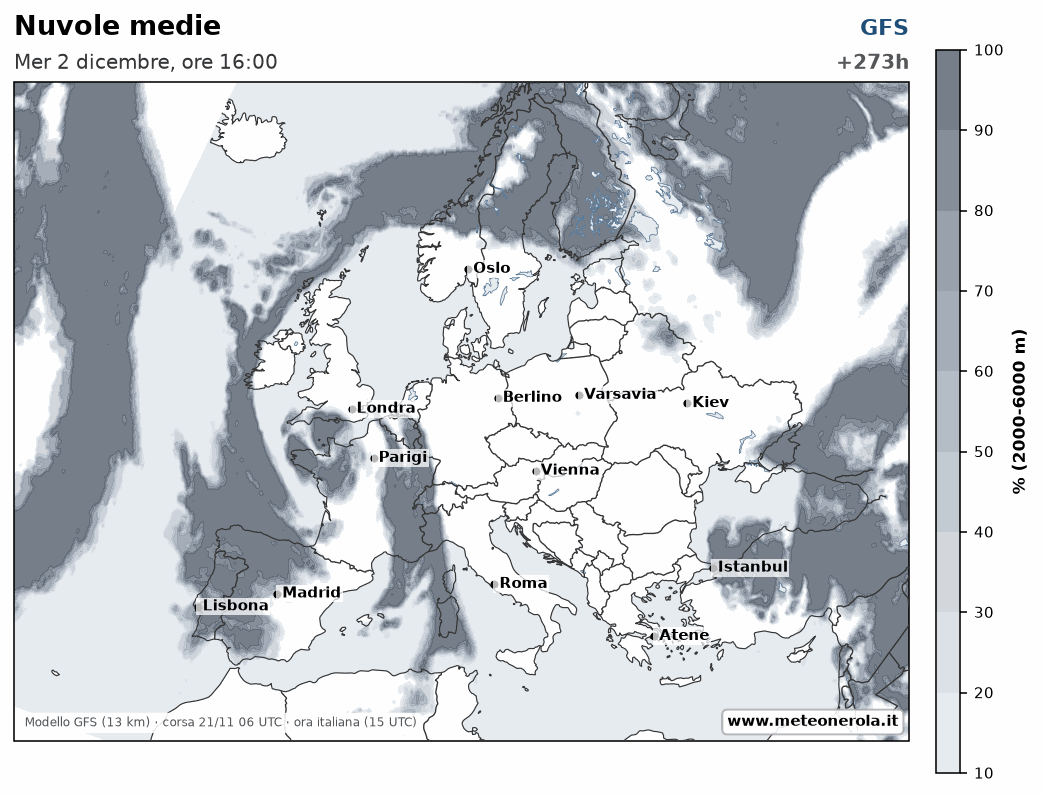 Nuvole medie
GFS
Mer 2 dicembre, ore 16:00
+273h
100
90
80
70
60
50
40
30
20
10
% (2000-6000 m)
Oslo
Londra
Berlino
Varsavia
Kiev
Parigi
Vienna
Istanbul
Roma
Madrid
Lisbona
Atene
Modello GFS (13 km) · corsa 21/11 06 UTC · ora italiana (15 UTC)
www.meteonerola.it